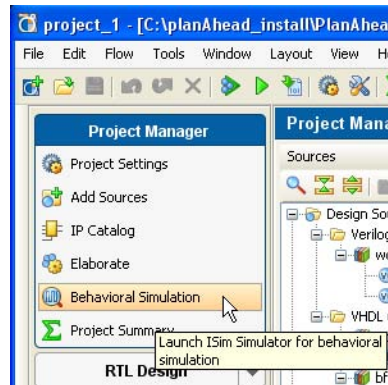 project_1 - [C:\planAhead_install\PlanAhea
File Edit Flow Tools Window Layout View
Project Manager
Project Settings
Add Sources
IP Catalog
Elaborate
Behavioral Simulation
Project Summary
RTL Design
Project Mana
Sources
Design Sou
Verilog
VHDL
Launch ISim Simulator for behavioral
simulation